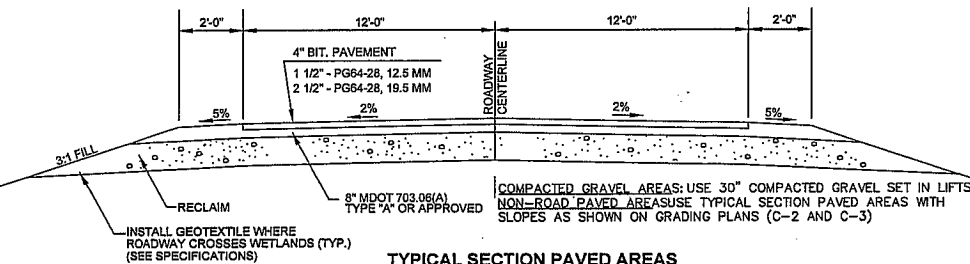 2'-0" 12'-0" 12'-0" 2'-0"
4" BIT. PAVEMENT
1 1/2" - PG64-28, 12.5 MM
2 1/2" - PG64-28, 19.5 MM
ROADWAY
CENTERLINE
5% 2% 2% 5%
3:1 FILL
RECLAIM
8" MDOT 703.06(A)
TYPE "A" OR APPROVED
COMPACTED GRAVEL AREAS: USE 30" COMPACTED GRAVEL SET IN LIFTS
NON-ROAD PAVED AREASUSE TYPICAL SECTION PAVED AREAS WITH
SLOPES AS SHOWN ON GRADING PLANS (C-2 AND C-3)
INSTALL GEOTEXTILE WHERE
ROADWAY CROSSES WETLANDS (TYP.)
(SEE SPECIFICATIONS)
TYPICAL SECTION PAVED AREAS